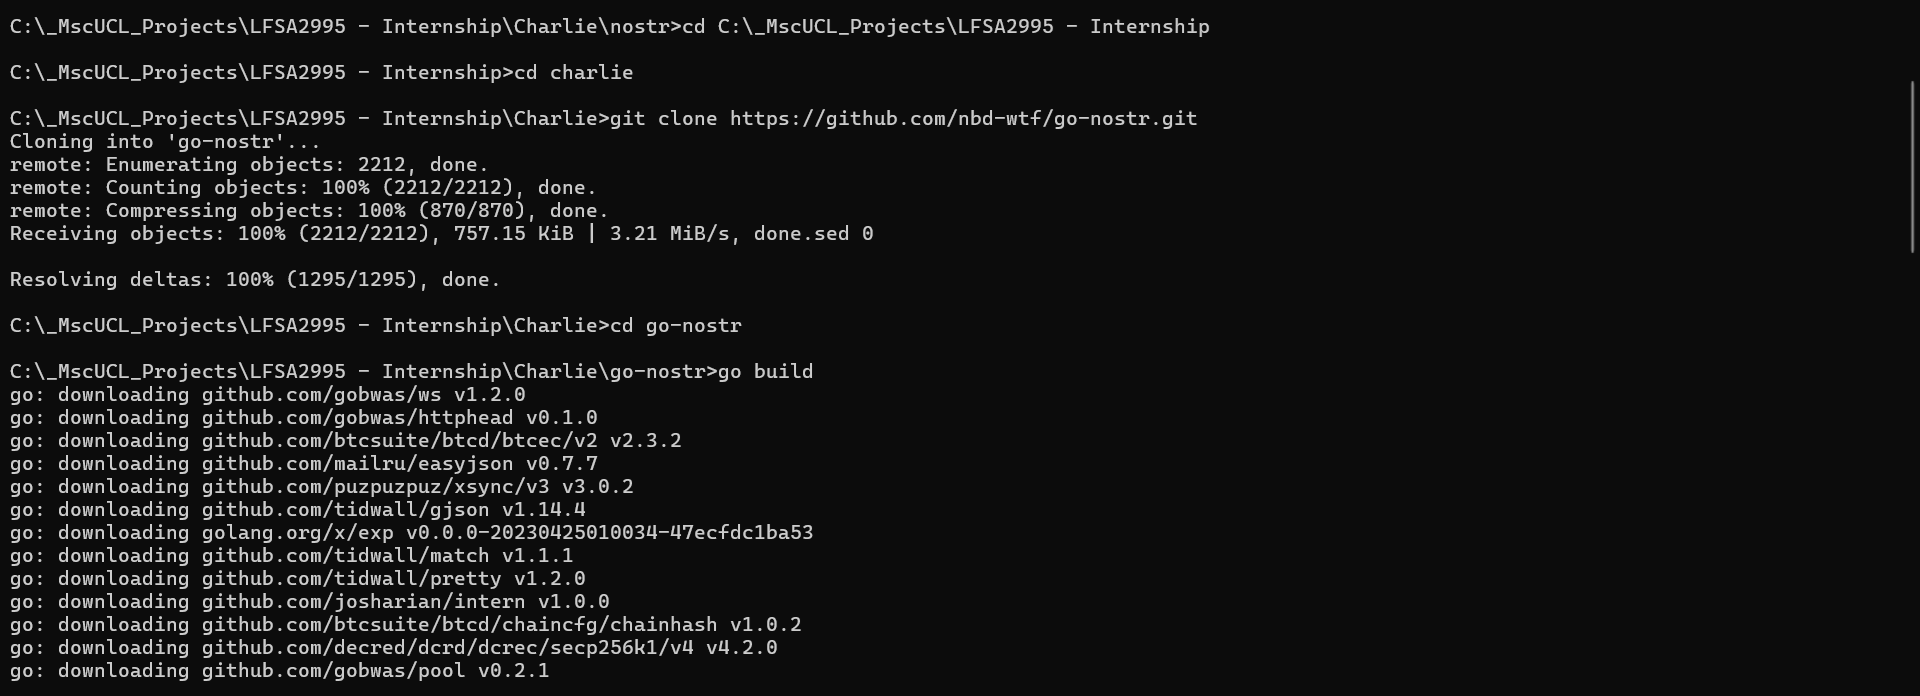 C:\_MscUCL_Projects\LFSA2995 - Internship\Charlie\nostr>cd C:\_MscUCL_Projects\LFSA2995 - Internship
C:\_MscUCL_Projects\LFSA2995 - Internship>cd charlie
C:\_MscUCL_Projects\LFSA2995 - Internship\Charlie>git clone https://github.com/nbd-wtf/go-nostr.git
Cloning into 'go-nostr'...
remote: Enumerating objects: 2212, done.
remote: Counting objects: 100% (2212/2212), done.
remote: Compressing objects: 100% (870/870), done.
Receiving objects: 100% (2212/2212), 757.15 KiB | 3.21 MiB/s, done.sed 0
Resolving deltas: 100% (1295/1295), done.
C:\_MscUCL_Projects\LFSA2995 - Internship\Charlie>cd go-nostr
C:\_MscUCL_Projects\LFSA2995 - Internship\Charlie\go-nostr>go build
go: downloading github.com/gobwas/ws v1.2.0
go: downloading github.com/gobwas/httphead v0.1.0
go: downloading github.com/btcsuite/btcd/btcec/v2 v2.3.2
go: downloading github.com/mailru/easyjson v0.7.7
go: downloading github.com/puzpuzpuz/xsync/v3 v3.0.2
go: downloading github.com/tidwall/gjson v1.14.4
go: downloading golang.org/x/exp v0.0.0-20230425010034-47ecfdc1ba53
go: downloading github.com/tidwall/match v1.1.1
go: downloading github.com/tidwall/pretty v1.2.0
go: downloading github.com/josharian/intern v1.0.0
go: downloading github.com/btcsuite/btcd/chaincfg/chainhash v1.0.2
go: downloading github.com/decred/dcrd/dcrec/secp256k1/v4 v4.2.0
go: downloading github.com/gobwas/pool v0.2.1